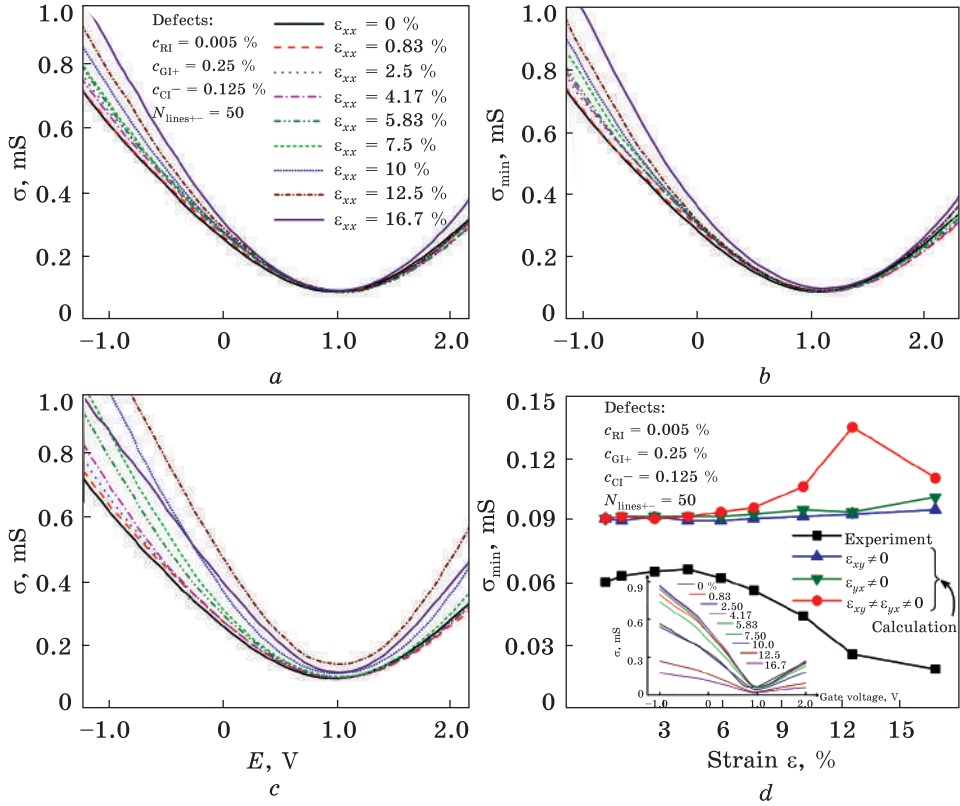 1.0
0.8
0.6
0.4
0.2
0
σ, mS
Defects:
c_RI = 0.005 %
c_GI+ = 0.25 %
c_CI− = 0.125 %
N_lines+− = 50
ε_xx = 0 %
ε_xx = 0.83 %
ε_xx = 2.5 %
ε_xx = 4.17 %
ε_xx = 5.83 %
ε_xx = 7.5 %
ε_xx = 10 %
ε_xx = 12.5 %
ε_xx = 16.7 %
−1.0 0 1.0 2.0
a
1.0
0.8
0.6
0.4
0.2
0
σ_min, mS
−1.0 0 1.0 2.0
b
1.0
0.8
0.6
0.4
0.2
0
σ, mS
−1.0 0 1.0 2.0
E, V
c
0.15
0.12
0.09
0.06
0.03
0
σ_min, mS
Defects:
c_RI = 0.005 %
c_GI+ = 0.25 %
c_CI− = 0.125 %
N_lines+− = 50
Experiment
ε_xy ≠ 0
ε_yx ≠ 0
ε_xy ≠ ε_yx ≠ 0
Calculation
0.9
0.6
0.3
0
σ, mS
0 %
0.83
2.50
4.17
5.83
7.50
10.0
12.5
16.7
−1.0 0 1.0 2.0
Gate voltage, V
3 6 9 12 15
Strain ε, %
d